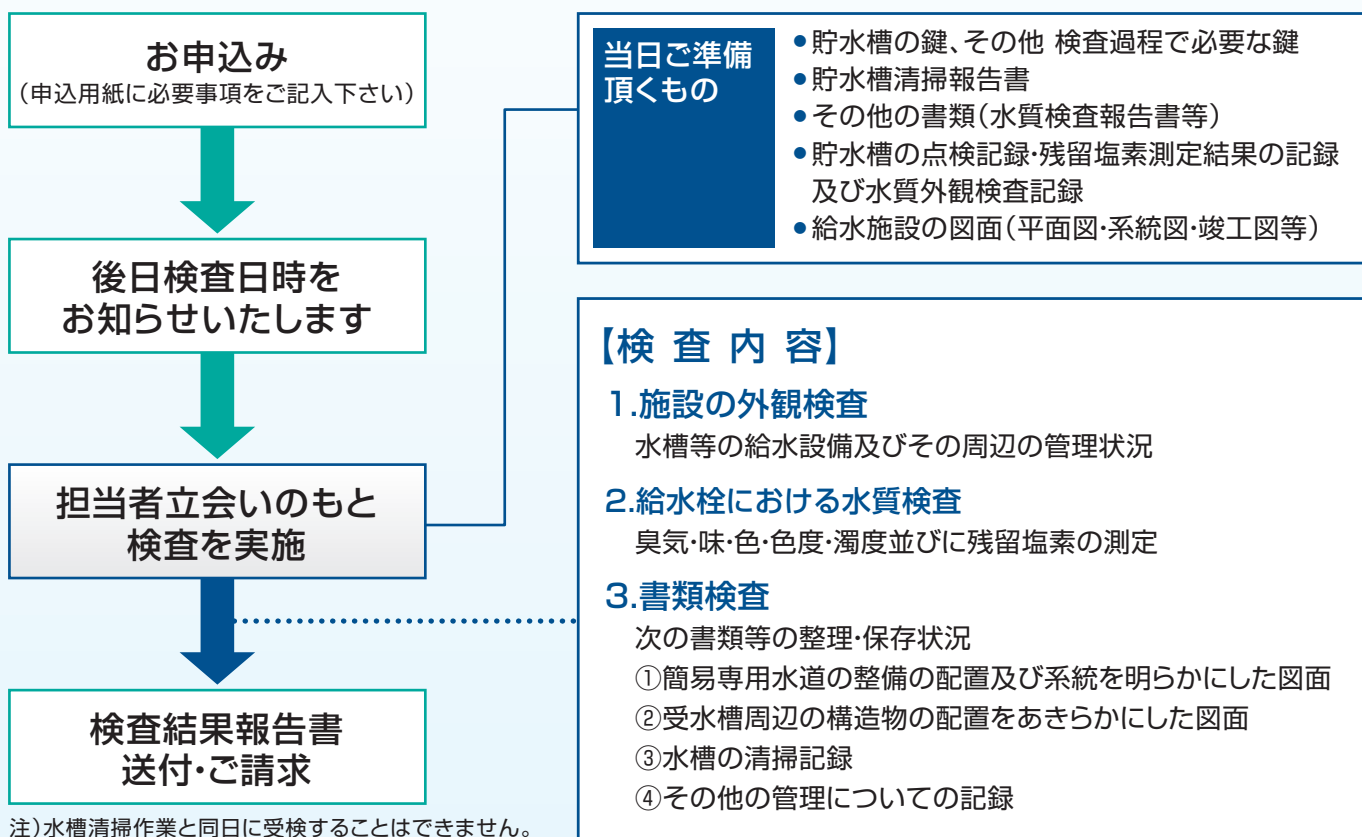 お申込み
（申込用紙に必要事項をご記入下さい）
後日検査日時を
お知らせいたします
担当者立会いのもと
検査を実施
検査結果報告書
送付・ご請求
注）水槽清掃作業と同日に受検することはできません。
当日ご準備
頂くもの
●貯水槽の鍵、その他 検査過程で必要な鍵
●貯水槽清掃報告書
●その他の書類（水質検査報告書等）
●貯水槽の点検記録・残留塩素測定結果の記録
及び水質外観検査記録
●給水施設の図面（平面図・系統図・竣工図等）
【検 査 内 容】
1.施設の外観検査
水槽等の給水設備及びその周辺の管理状況
2.給水栓における水質検査
臭気・味・色・色度・濁度並びに残留塩素の測定
3.書類検査
次の書類等の整理・保存状況
①簡易専用水道の整備の配置及び系統を明らかにした図面
②受水槽周辺の構造物の配置をあきらかにした図面
③水槽の清掃記録
④その他の管理についての記録